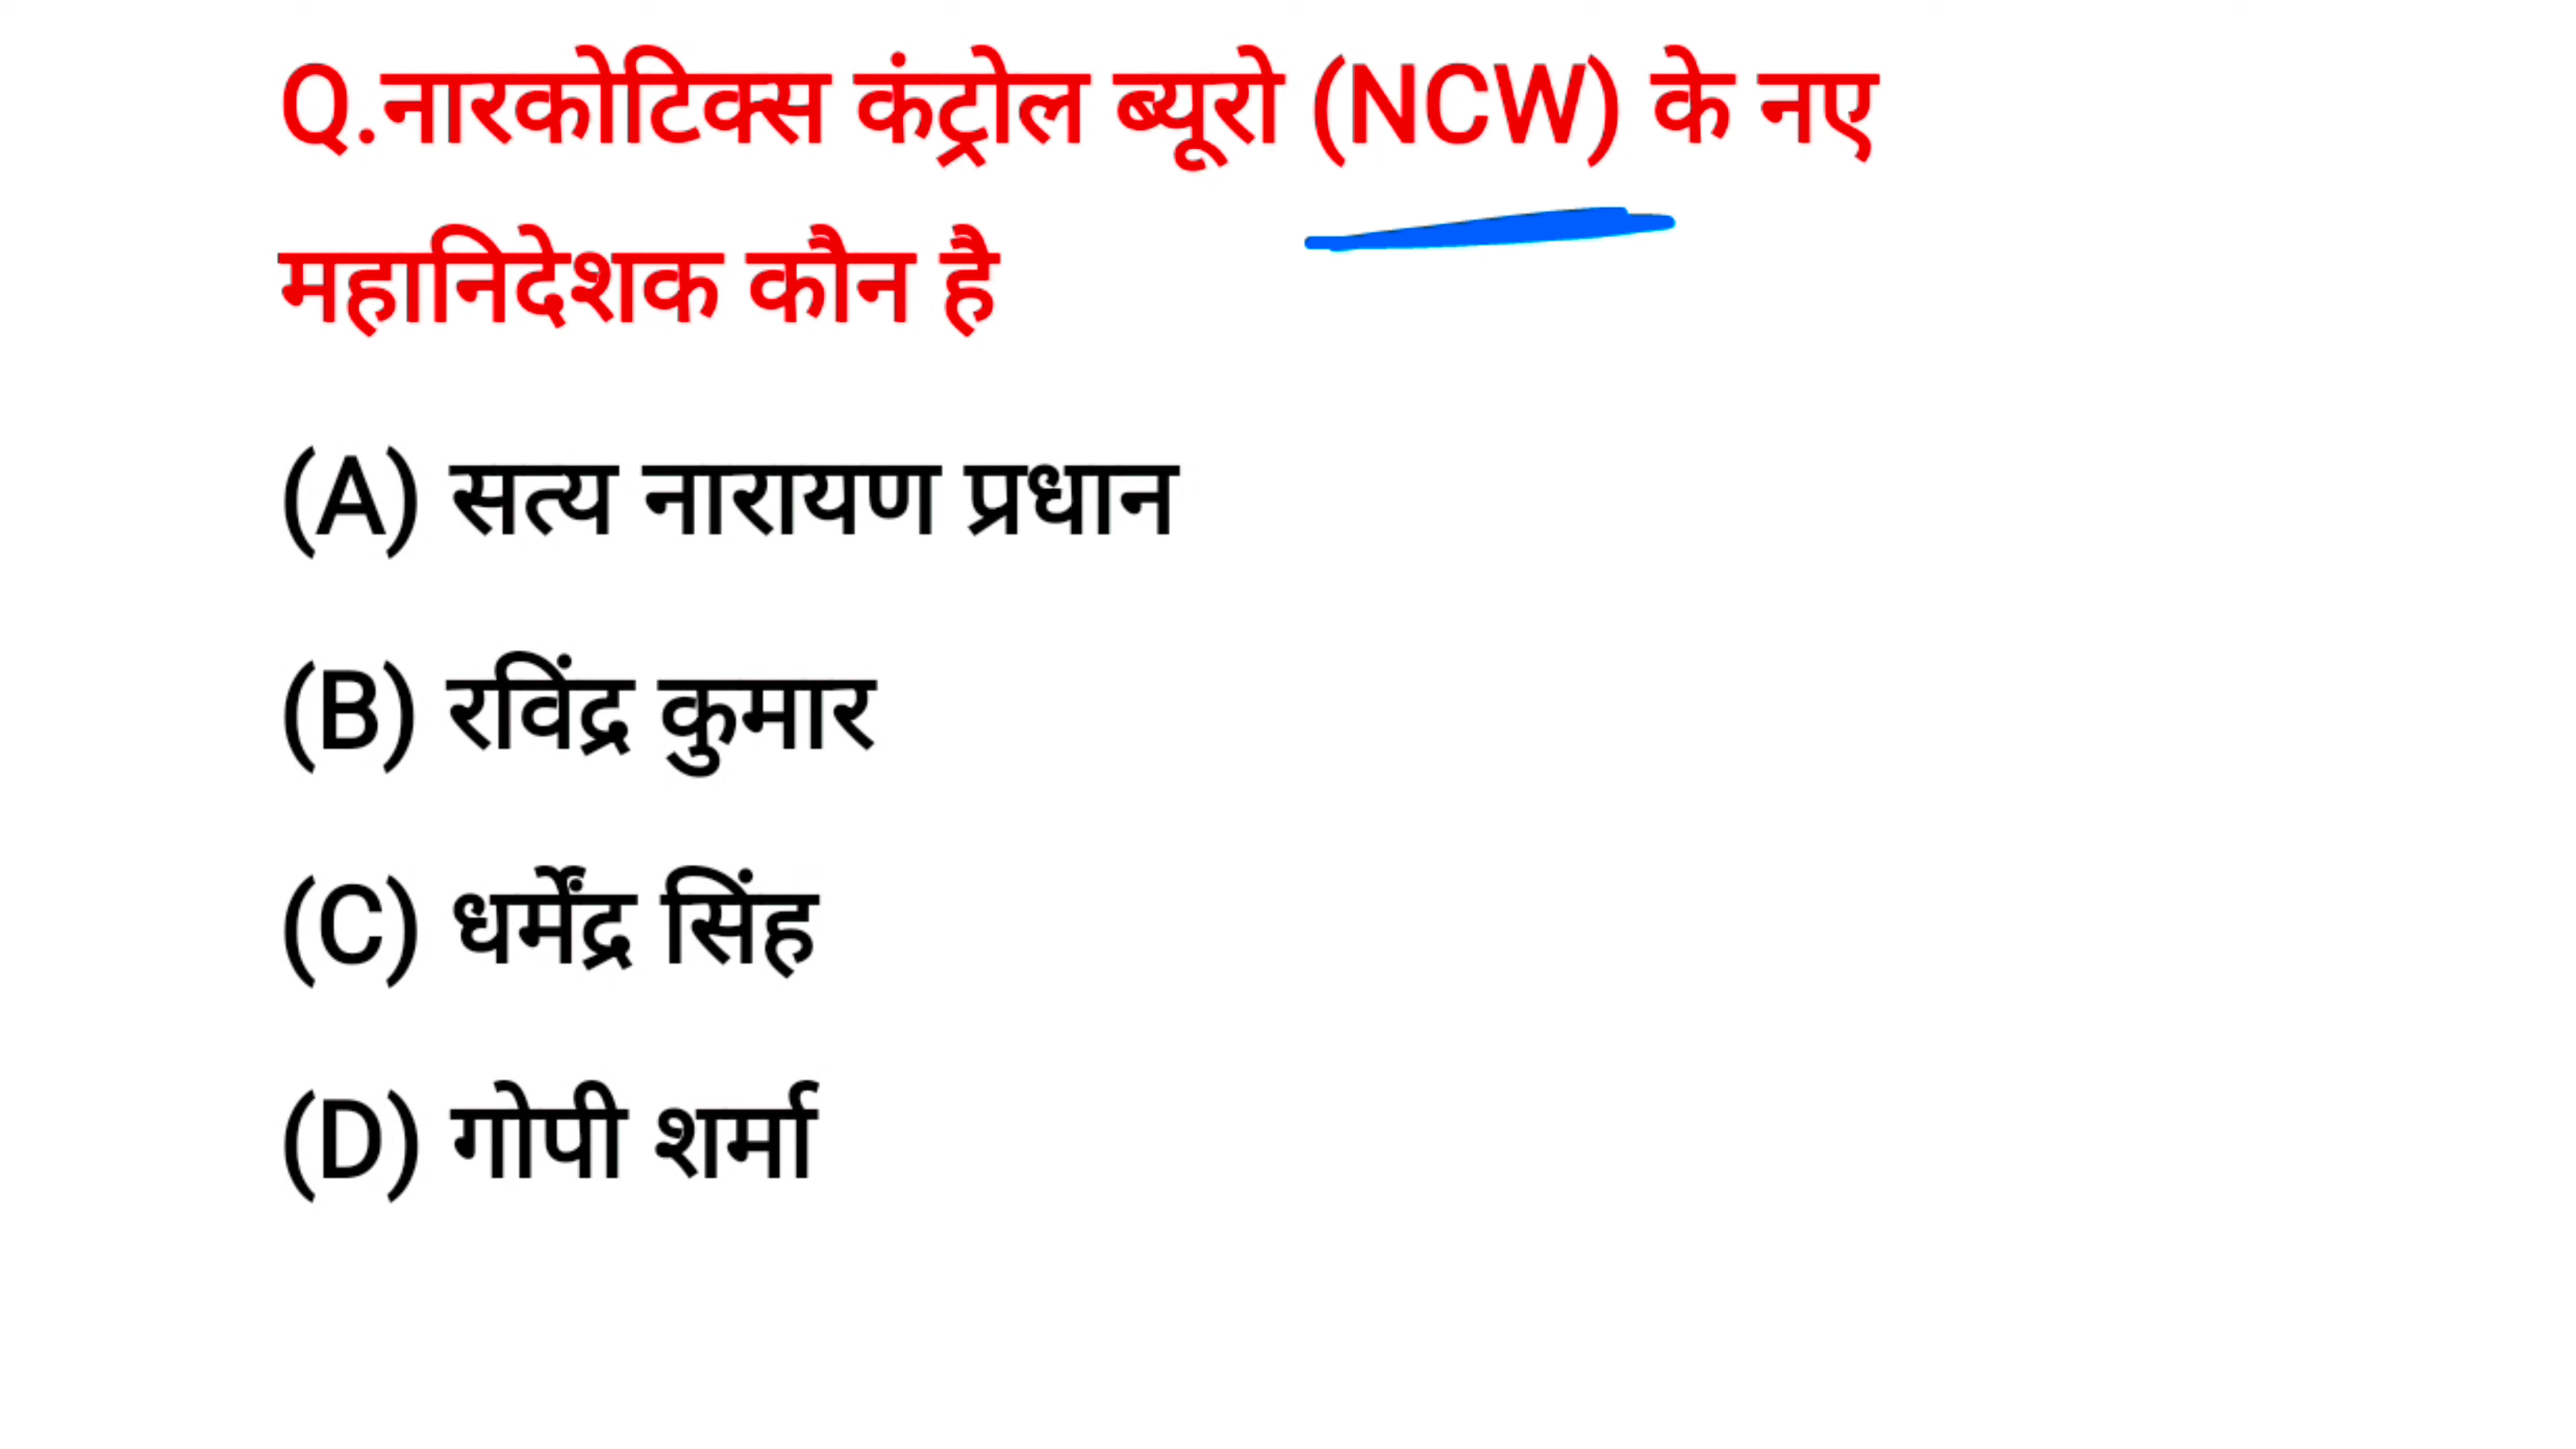 Q.नारकोटिक्स कंट्रोल ब्यूरो (NCW) के नए
महानिदेशक कौन है
(A) सत्य नारायण प्रधान
(B) रविंद्र कुमार
(C) धर्मेंद्र सिंह
(D) गोपी शर्मा